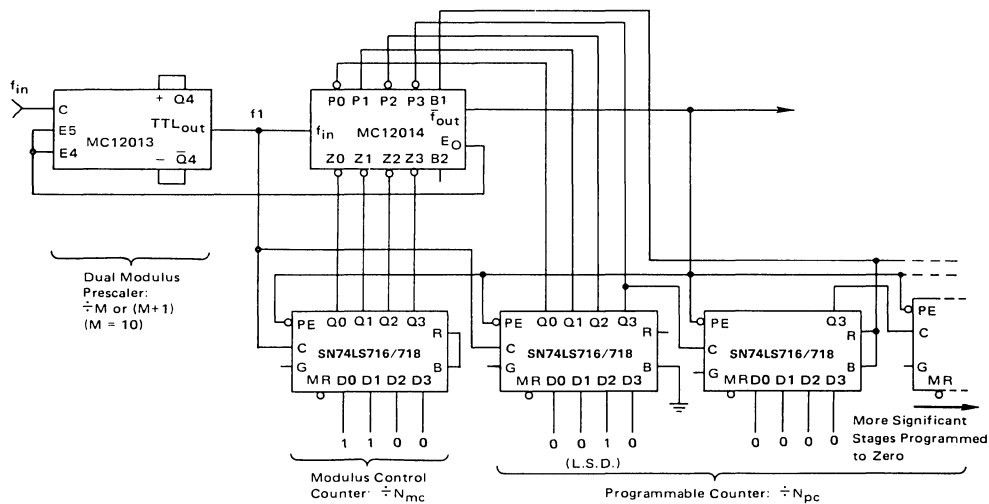 P0 P1 P2 P3 B1
f̅out
MC12014
fin
EO
Z0 Z1 Z2 Z3 B2
fin
C
E5
E4
+ Q4
TTLout
MC12013
− Q̅4
f1
Dual Modulus
Prescaler:
÷M or (M+1)
(M = 10)
PE
Q0 Q1 Q2 Q3
R
C
SN74LS716/718
G
B
MR D0 D1 D2 D3
1 1 0 0
Modulus Control
Counter: ÷Nmc
PE
Q0 Q1 Q2 Q3
R
C
SN74LS716/718
G
B
MR D0 D1 D2 D3
0 0 1 0
(L.S.D.)
PE
Q3
R
C
SN74LS716/718
G
B
MR D0 D1 D2 D3
0 0 0 0
PE
C
G
MR
More Significant
Stages Programmed
to Zero
Programmable Counter: ÷Npc